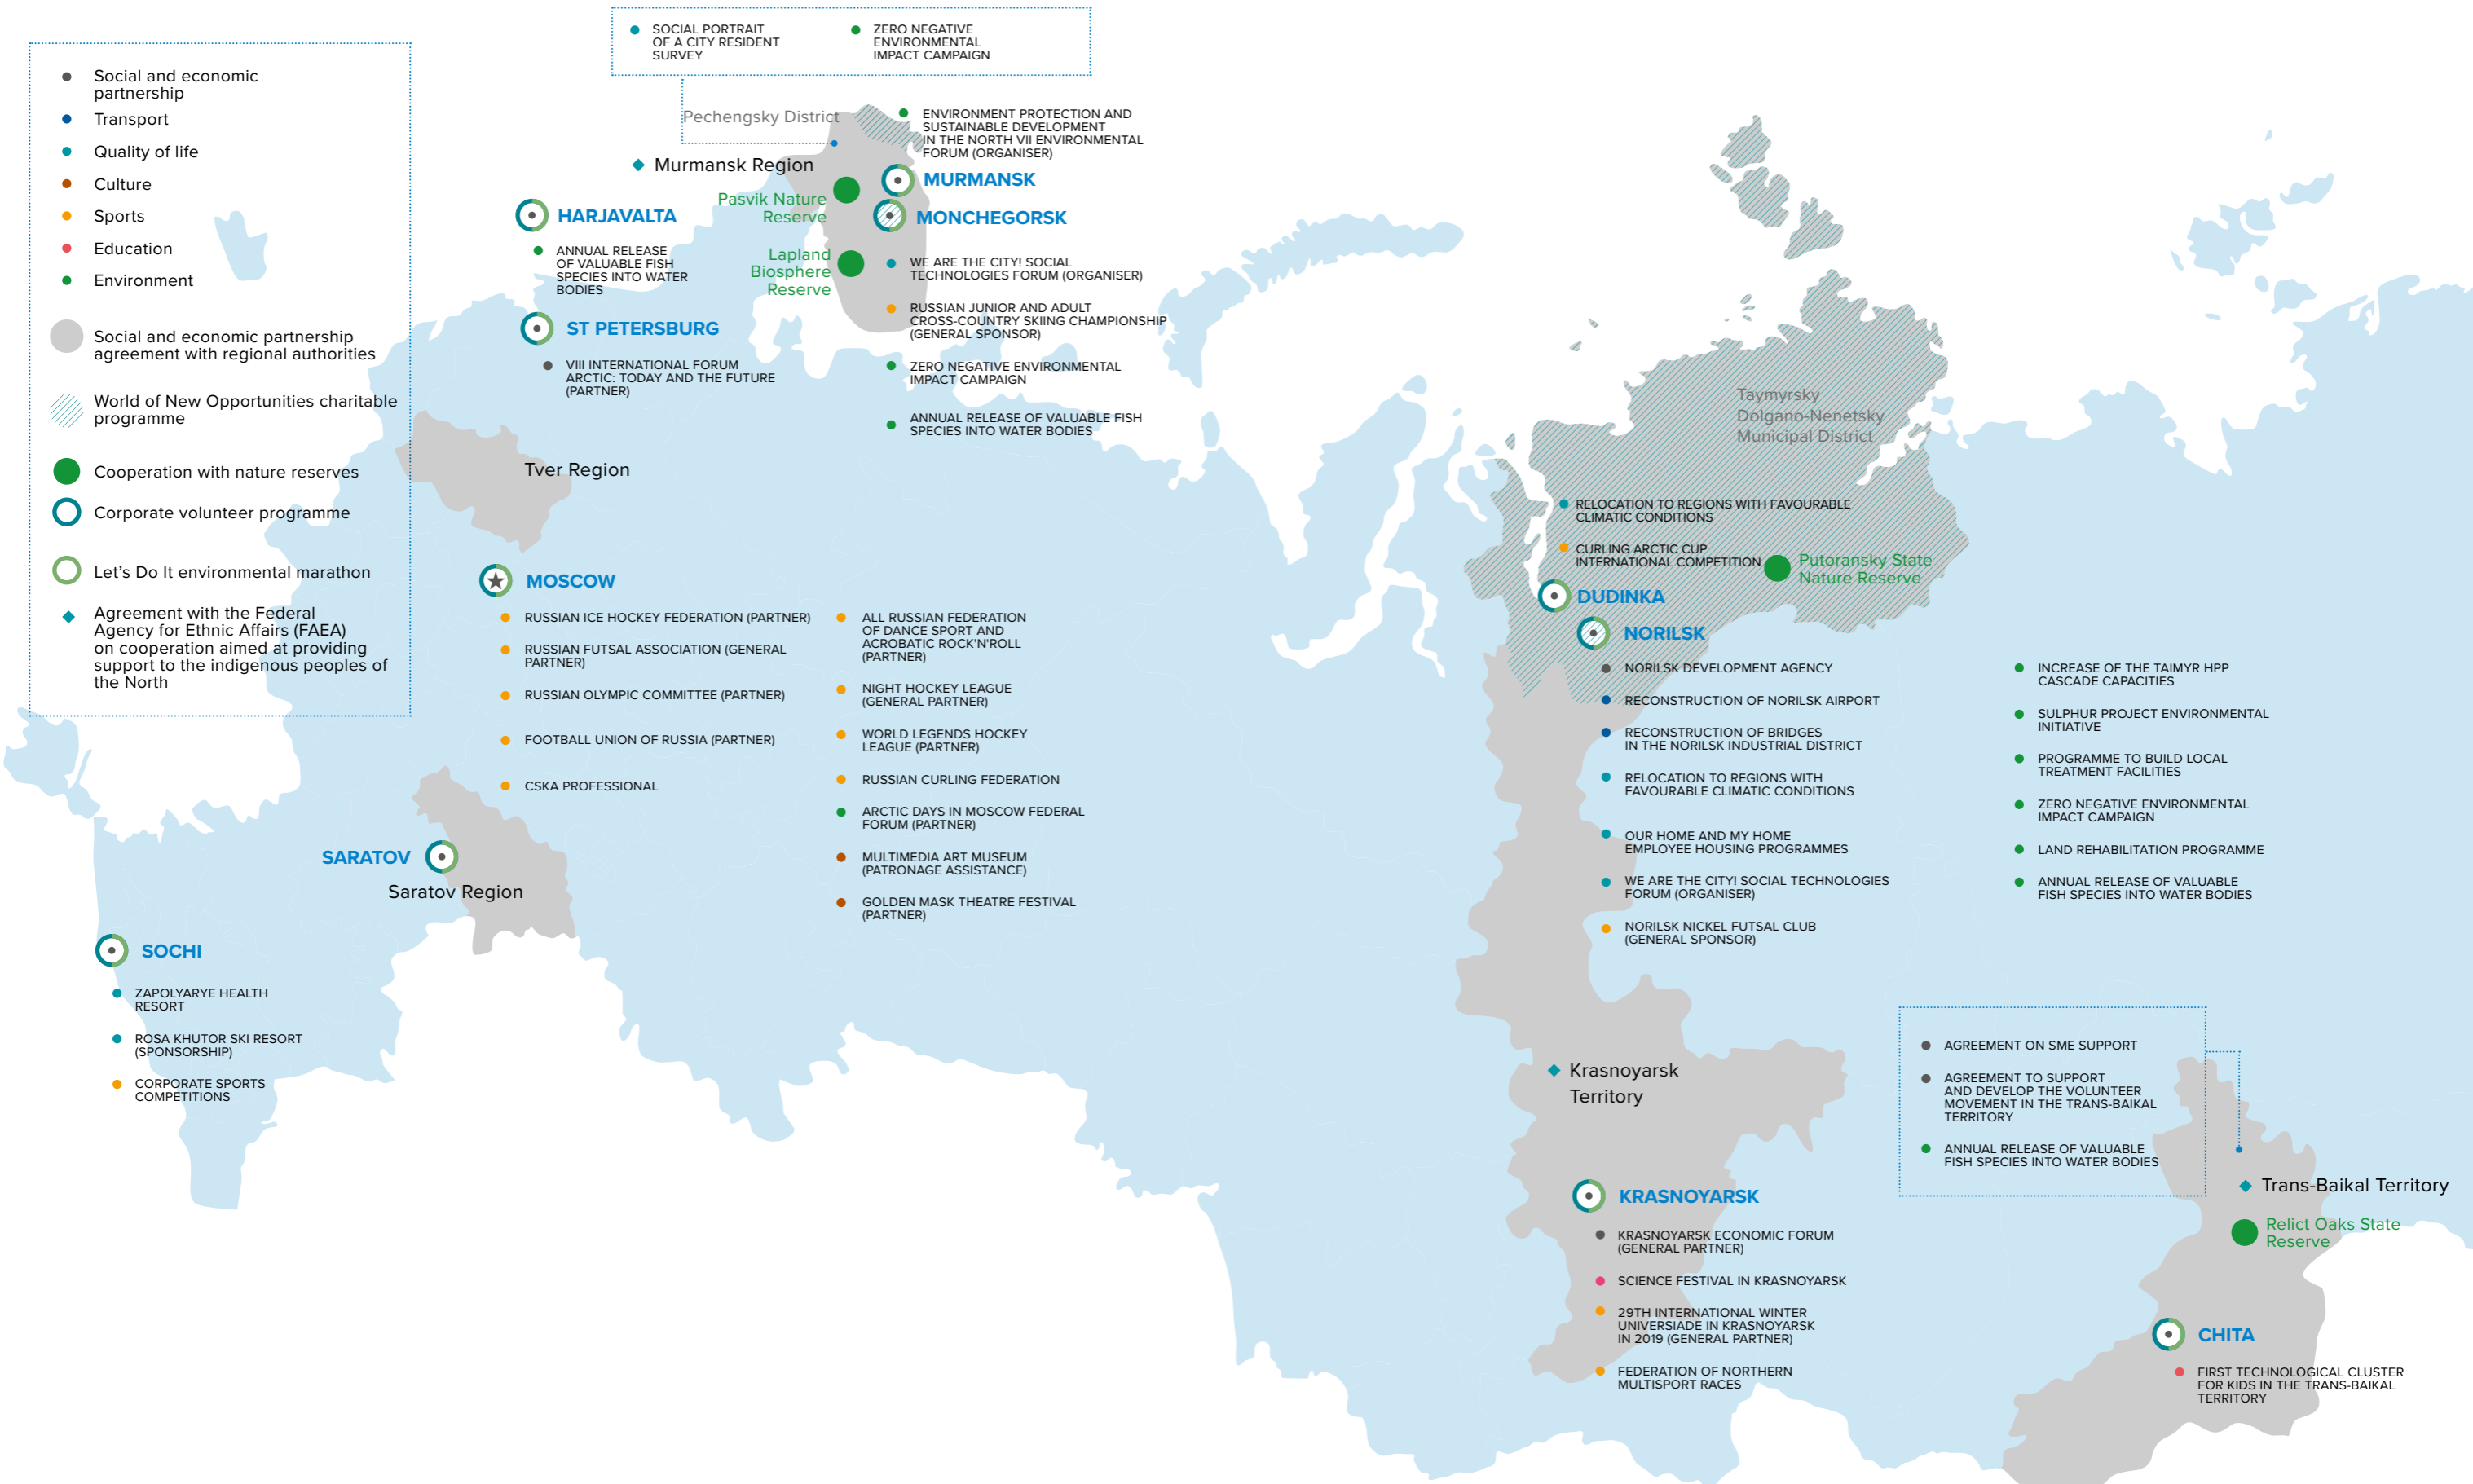 SOCIAL PORTRAIT
OF A CITY RESIDENT
SURVEY
ZERO NEGATIVE
ENVIRONMENTAL
IMPACT CAMPAIGN
Social and economic
partnership
Transport
Quality of life
Culture
Sports
Education
Environment
Social and economic partnership
agreement with regional authorities
World of New Opportunities charitable
programme
Cooperation with nature reserves
Corporate volunteer programme
Let's Do It environmental marathon
Agreement with the Federal
Agency for Ethnic Affairs (FAEA)
on cooperation aimed at providing
support to the indigenous peoples of
the North
Pechengsky District
ENVIRONMENT PROTECTION AND
SUSTAINABLE DEVELOPMENT
IN THE NORTH VII ENVIRONMENTAL
FORUM (ORGANISER)
Murmansk Region
MURMANSK
Pasvik Nature
Reserve
MONCHEGORSK
Lapland
Biosphere
Reserve
WE ARE THE CITY! SOCIAL
TECHNOLOGIES FORUM (ORGANISER)
RUSSIAN JUNIOR AND ADULT
CROSS-COUNTRY SKIING CHAMPIONSHIP
(GENERAL SPONSOR)
ZERO NEGATIVE ENVIRONMENTAL
IMPACT CAMPAIGN
ANNUAL RELEASE OF VALUABLE FISH
SPECIES INTO WATER BODIES
HARJAVALTA
ANNUAL RELEASE
OF VALUABLE FISH
SPECIES INTO WATER
BODIES
ST PETERSBURG
VIII INTERNATIONAL FORUM
ARCTIC: TODAY AND THE FUTURE
(PARTNER)
Tver Region
MOSCOW
RUSSIAN ICE HOCKEY FEDERATION (PARTNER)
RUSSIAN FUTSAL ASSOCIATION (GENERAL
PARTNER)
RUSSIAN OLYMPIC COMMITTEE (PARTNER)
FOOTBALL UNION OF RUSSIA (PARTNER)
CSKA PROFESSIONAL
ALL RUSSIAN FEDERATION
OF DANCE SPORT AND
ACROBATIC ROCK'N'ROLL
(PARTNER)
NIGHT HOCKEY LEAGUE
(GENERAL PARTNER)
WORLD LEGENDS HOCKEY
LEAGUE (PARTNER)
RUSSIAN CURLING FEDERATION
ARCTIC DAYS IN MOSCOW FEDERAL
FORUM (PARTNER)
MULTIMEDIA ART MUSEUM
(PATRONAGE ASSISTANCE)
GOLDEN MASK THEATRE FESTIVAL
(PARTNER)
SARATOV
Saratov Region
SOCHI
ZAPOLYARYE HEALTH
RESORT
ROSA KHUTOR SKI RESORT
(SPONSORSHIP)
CORPORATE SPORTS
COMPETITIONS
Taymyrsky
Dolgano-Nenetsky
Municipal District
RELOCATION TO REGIONS WITH FAVOURABLE
CLIMATIC CONDITIONS
CURLING ARCTIC CUP
INTERNATIONAL COMPETITION
Putoransky State
Nature Reserve
DUDINKA
NORILSK
NORILSK DEVELOPMENT AGENCY
RECONSTRUCTION OF NORILSK AIRPORT
RECONSTRUCTION OF BRIDGES
IN THE NORILSK INDUSTRIAL DISTRICT
RELOCATION TO REGIONS WITH
FAVOURABLE CLIMATIC CONDITIONS
OUR HOME AND MY HOME
EMPLOYEE HOUSING PROGRAMMES
WE ARE THE CITY! SOCIAL TECHNOLOGIES
FORUM (ORGANISER)
NORILSK NICKEL FUTSAL CLUB
(GENERAL SPONSOR)
INCREASE OF THE TAIMYR HPP
CASCADE CAPACITIES
SULPHUR PROJECT ENVIRONMENTAL
INITIATIVE
PROGRAMME TO BUILD LOCAL
TREATMENT FACILITIES
ZERO NEGATIVE ENVIRONMENTAL
IMPACT CAMPAIGN
LAND REHABILITATION PROGRAMME
ANNUAL RELEASE OF VALUABLE
FISH SPECIES INTO WATER BODIES
Krasnoyarsk
Territory
KRASNOYARSK
KRASNOYARSK ECONOMIC FORUM
(GENERAL PARTNER)
SCIENCE FESTIVAL IN KRASNOYARSK
29TH INTERNATIONAL WINTER
UNIVERSIADE IN KRASNOYARSK
IN 2019 (GENERAL PARTNER)
FEDERATION OF NORTHERN
MULTISPORT RACES
AGREEMENT ON SME SUPPORT
AGREEMENT TO SUPPORT
AND DEVELOP THE VOLUNTEER
MOVEMENT IN THE TRANS-BAIKAL
TERRITORY
ANNUAL RELEASE OF VALUABLE
FISH SPECIES INTO WATER BODIES
Trans-Baikal Territory
Relict Oaks State
Reserve
CHITA
FIRST TECHNOLOGICAL CLUSTER
FOR KIDS IN THE TRANS-BAIKAL
TERRITORY